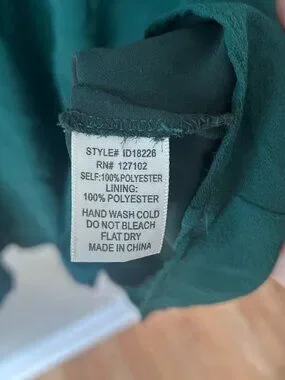 STYLE# ID18226
RN# 127102
SELF:100%POLYESTER
LINING:
100% POLYESTER
HAND WASH COLD
DO NOT BLEACH
FLAT DRY
MADE IN CHINA